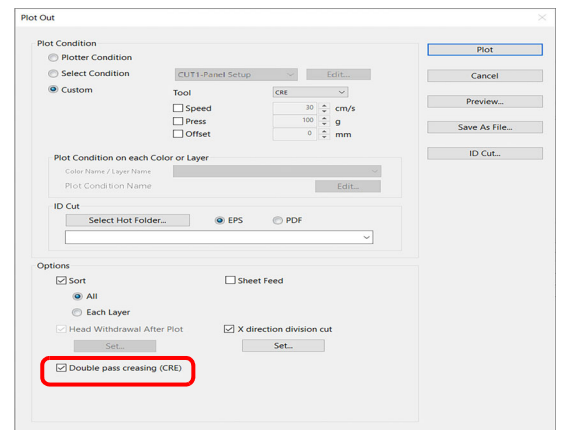 Plot Out
Plot Condition
Plotter Condition
Select Condition CUT1-Panel Setup Edit...
Custom Tool CRE
Speed 30 cm/s
Press 100 g
Offset 0 mm
Plot Condition on each Color or Layer
Color Name / Layer Name
Plot Condition Name Edit...
ID Cut
Select Hot Folder... EPS PDF
Options
Sort Sheet Feed
All
Each Layer
Head Withdrawal After Plot X direction division cut
Set... Set...
Double pass creasing (CRE)
Plot
Cancel
Preview...
Save As File...
ID Cut...